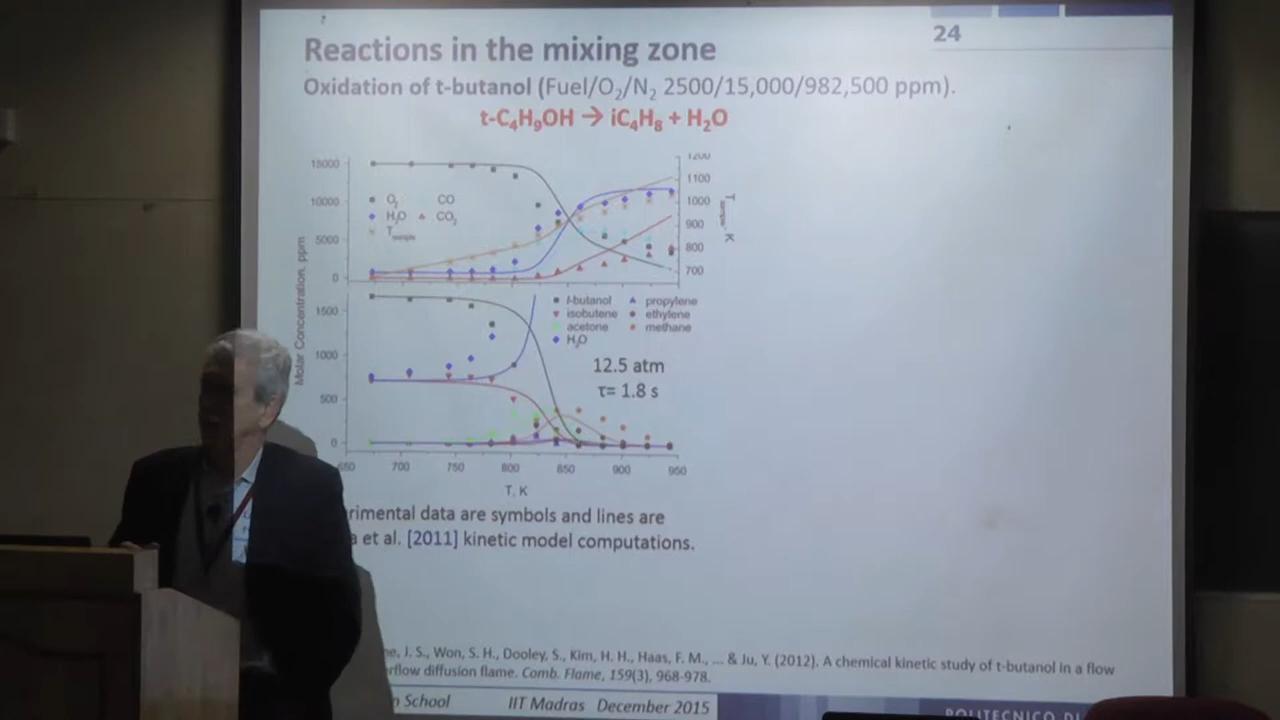 24
Reactions in the mixing zone
Oxidation of t-butanol (Fuel/O₂/N₂ 2500/15,000/982,500 ppm).
t-C₄H₉OH → iC₄H₈ + H₂O
15000
10000
5000
0
1200
1100
1000
900
800
700
O₂ CO
H₂O CO₂
T
T K
Molar Concentration, ppm
1500
1000
500
0
t-butanol propylene
isobutene ethylene
acetone methane
H₂O
12.5 atm
τ= 1.8 s
650 700 750 800 850 900 950
T, K
rimental data are symbols and lines are
a et al. [2011] kinetic model computations.
e, J. S., Won, S. H., Dooley, S., Kim, H. H., Haas, F. M., ... & Ju, Y. (2012). A chemical kinetic study of t-butanol in a flow
rflow diffusion flame. Comb. Flame, 159(3), 968-978.
School IIT Madras December 2015
POLITECNICO DI